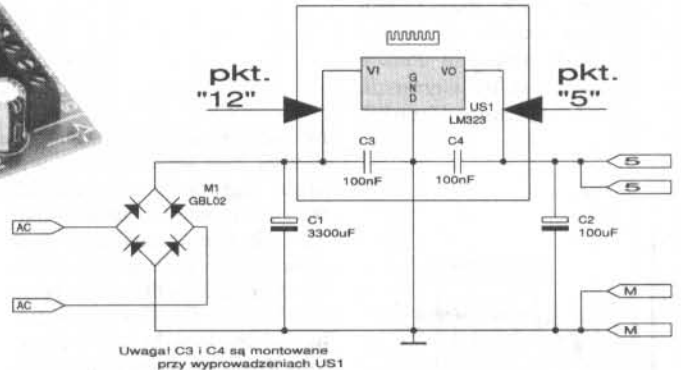 pkt.
"12"
VI
GND
VO
US1
LM323
pkt.
"5"
C3
100nF
C4
100nF
M1
GBL02
AC
AC
C1
3300uF
C2
100uF
5
5
M
M
Uwaga! C3 i C4 są montowane
przy wyprowadzeniach US1